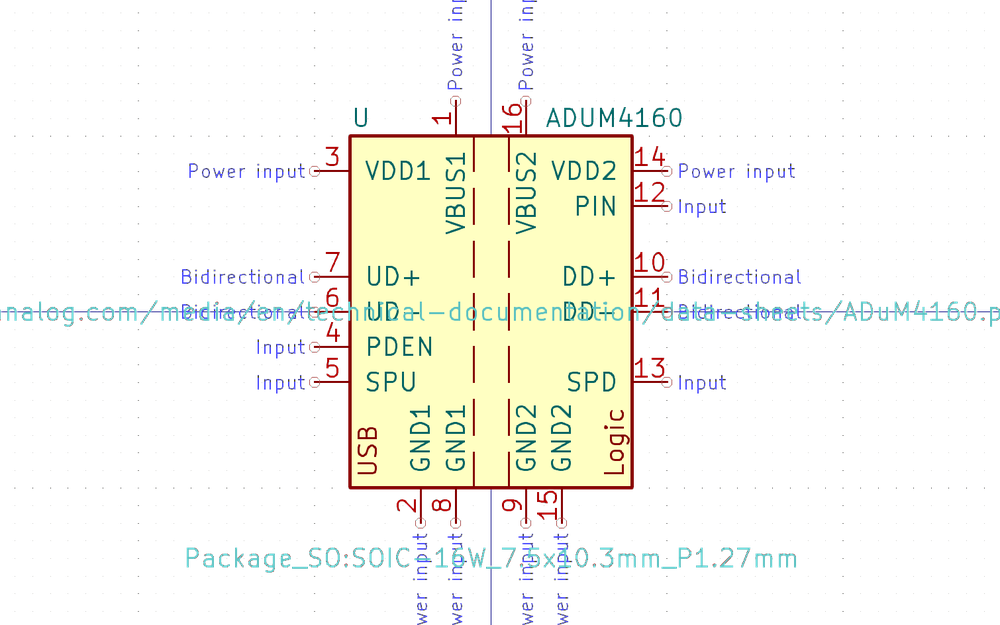 Power input
Power input
1
16
U
ADUM4160
Power input
3
VDD1
VBUS1
VBUS2
VDD2
14
Power input
PIN
12
Input
Bidirectional
7
UD+
DD+
10
Bidirectional
Bidirectional
6
UD-
DD-
11
Bidirectional
nalog.com/media/en/technical-documentation/data-sheets/ADuM4160.p
Input
4
PDEN
Input
5
SPU
SPD
13
Input
USB
GND1
GND1
GND2
GND2
Logic
2
8
9
15
wer input
wer input
wer input
wer input
Package_SO:SOIC-16W_7.5x10.3mm_P1.27mm